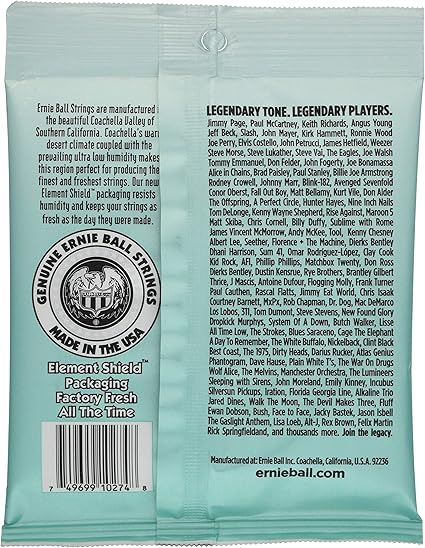 Ernie Ball Strings are manufactured in
the beautiful Coachella Valley of
Southern California. Coachella's warm
desert climate coupled with the
prevailing ultra low humidity makes
this region perfect for producing the
finest and freshest strings. Our new
Element Shield™ packaging resists
humidity and keeps your strings as
fresh as the day they were made.
GENUINE ERNIE BALL STRINGS
MADE IN THE USA
Element Shield™
Packaging
Factory Fresh
All The Time
7 49699 10274 8
LEGENDARY TONE. LEGENDARY PLAYERS.
Jimmy Page, Paul McCartney, Keith Richards, Angus Young
Jeff Beck, Slash, John Mayer, Kirk Hammett, Ronnie Wood
Joe Perry, Elvis Costello, John Petrucci, James Hetfield, Weezer
Steve Morse, Steve Lukather, Steve Vai, The Eagles, Joe Walsh
Tommy Emmanuel, Don Felder, John Fogerty, Joe Bonamassa
Alice in Chains, Brad Paisley, Paul Stanley, Billie Joe Armstrong
Rodney Crowell, Johnny Marr, Blink-182, Avenged Sevenfold
Conor Oberst, Fall Out Boy, Matt Bellamy, Kurt Vile, Don Alder
The Offspring, A Perfect Circle, Hunter Hayes, Nine Inch Nails
Tom DeLonge, Kenny Wayne Shepherd, Rise Against, Maroon 5
Matt Skiba, Chris Cornell, Billy Duffy, Sublime with Rome
James Vincent McMorrow, Andy McKee, Tool, Kenny Chesney
Albert Lee, Seether, Florence + The Machine, Dierks Bentley
Dhani Harrison, Sum 41, Omar Rodríguez-López, Clay Cook
Kid Rock, AFI, Phillip Phillips, Matchbox Twenty, Don Ross
Dierks Bentley, Dustin Kensrue, Rye Brothers, Brantley Gilbert
Thrice, J Mascis, Antoine Dufour, Flogging Molly, Frank Turner
Paul Cauthen, Rascal Flatts, Jimmy Eat World, Chris Isaak
Courtney Barnett, MxPx, Rob Chapman, Dr. Dog, Mac DeMarco
Los Lobos, 311, Tom Dumont, Steve Stevens, New Found Glory
Dropkick Murphys, System Of A Down, Butch Walker, Lisse
All Time Low, The Strokes, Blues Saraceno, Cage The Elephant
A Day To Remember, The White Buffalo, Nickelback, Clint Black
Best Coast, The 1975, Dirty Heads, Darius Rucker, Atlas Genius
Phantogram, Dave Hause, Plain White T's, The War On Drugs
Wolf Alice, The Melvins, Manchester Orchestra, The Lumineers
Sleeping with Sirens, John Moreland, Emily Kinney, Incubus
Silversun Pickups, Iration, Florida Georgia Line, Alkaline Trio
Jared Dines, Walk The Moon, The Devil Makes Three, Fluff
Ewan Dobson, Bush, Face to Face, Jacky Bastek, Jason Isbell
The Gaslight Anthem, Lisa Loeb, Alt-J, Rex Brown, Felix Martin
Rick Springfieldland, and thousands more. Join the legacy.
Manufactured at: Ernie Ball Inc. Coachella, California, U.S.A. 92236
ernieball.com